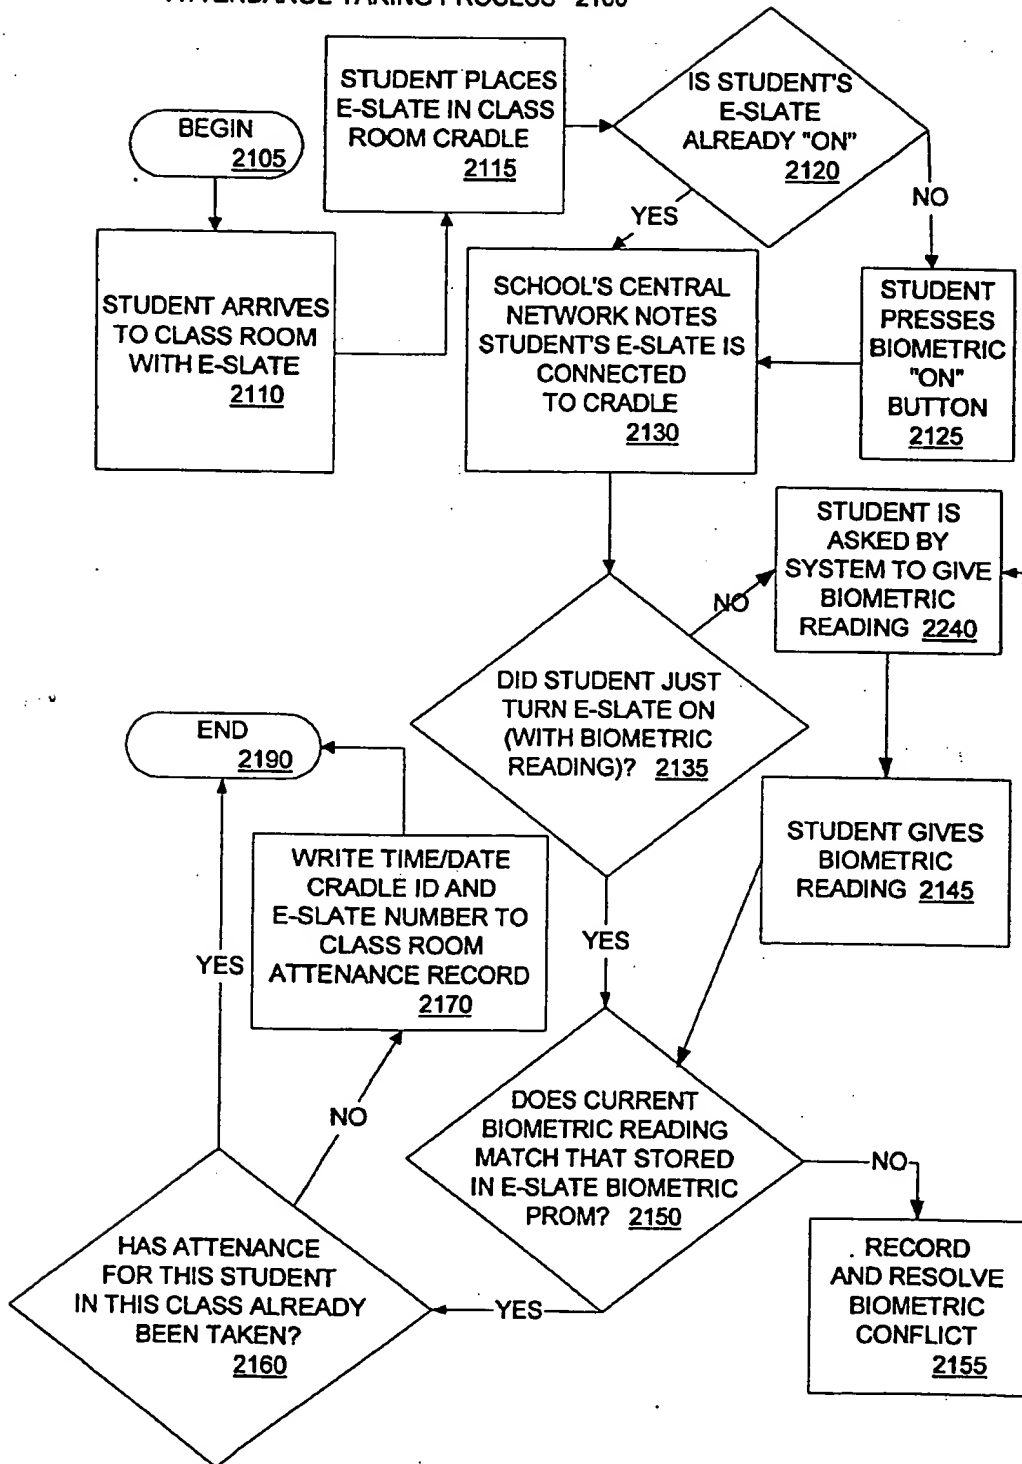 ATTENDANCE TAKING PROCESS 2100
BEGIN
2105
STUDENT ARRIVES
TO CLASS ROOM
WITH E-SLATE
2110
STUDENT PLACES
E-SLATE IN CLASS
ROOM CRADLE
2115
IS STUDENT'S
E-SLATE
ALREADY "ON"
2120
YES
NO
STUDENT
PRESSES
BIOMETRIC
"ON"
BUTTON
2125
SCHOOL'S CENTRAL
NETWORK NOTES
STUDENT'S E-SLATE IS
CONNECTED
TO CRADLE
2130
DID STUDENT JUST
TURN E-SLATE ON
(WITH BIOMETRIC
READING)? 2135
NO
STUDENT IS
ASKED BY
SYSTEM TO GIVE
BIOMETRIC
READING 2240
STUDENT GIVES
BIOMETRIC
READING 2145
YES
DOES CURRENT
BIOMETRIC READING
MATCH THAT STORED
IN E-SLATE BIOMETRIC
PROM? 2150
NO
RECORD
AND RESOLVE
BIOMETRIC
CONFLICT
2155
YES
HAS ATTENANCE
FOR THIS STUDENT
IN THIS CLASS ALREADY
BEEN TAKEN?
2160
NO
WRITE TIME/DATE
CRADLE ID AND
E-SLATE NUMBER TO
CLASS ROOM
ATTENANCE RECORD
2170
YES
END
2190